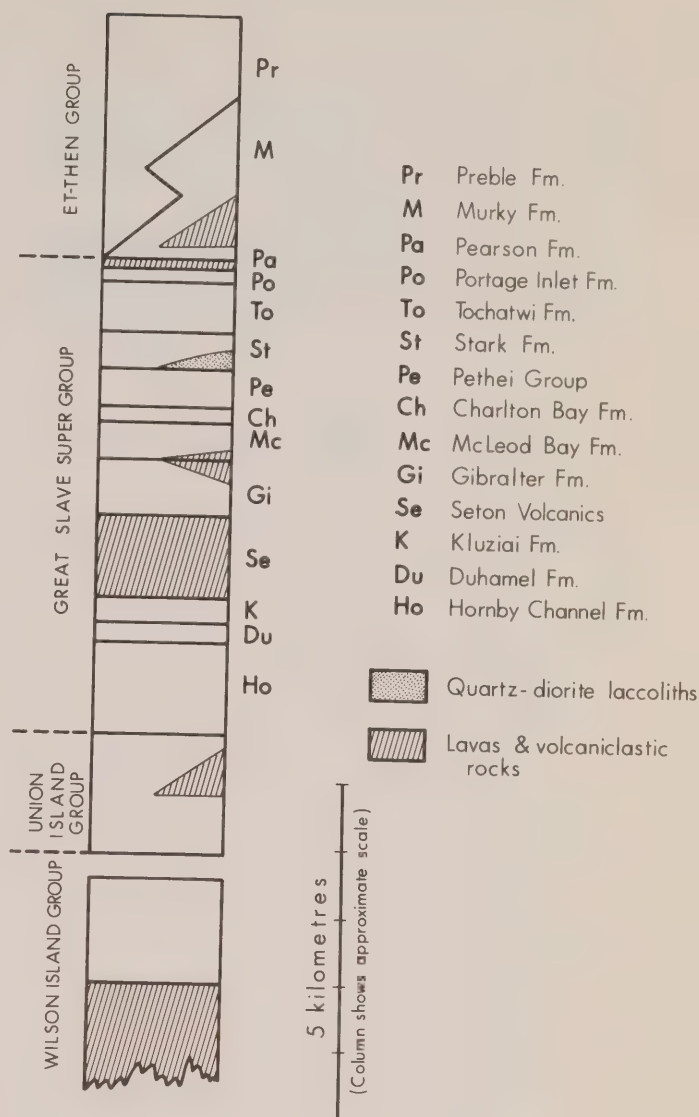 ET-THEN GROUP
GREAT SLAVE SUPER GROUP
UNION
ISLAND
GROUP
WILSON ISLAND GROUP
Pr
M
Pa
Po
To
St
Pe
Ch
Mc
Gi
Se
K
Du
Ho
Pr Preble Fm.
M Murky Fm.
Pa Pearson Fm.
Po Portage Inlet Fm.
To Tochatwi Fm.
St Stark Fm.
Pe Pethei Group
Ch Charlton Bay Fm.
Mc McLeod Bay Fm.
Gi Gibralter Fm.
Se Seton Volcanics
K Kluziai Fm.
Du Duhamel Fm.
Ho Hornby Channel Fm.
Quartz-diorite laccoliths
Lavas & volcaniclastic
rocks
5 kilometres
(Column shows approximate scale)